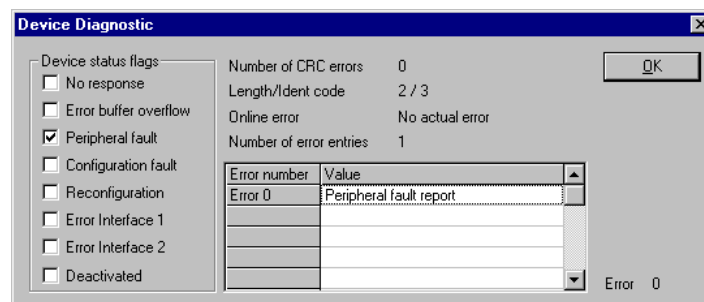 Device Diagnostic
Device status flags
No response
Error buffer overflow
Peripheral fault
Configuration fault
Reconfiguration
Error Interface 1
Error Interface 2
Deactivated
Number of CRC errors 0
Length/Ident code 2 / 3
Online error No actual error
Number of error entries 1
Error number Value
Error 0 Peripheral fault report
OK
Error 0